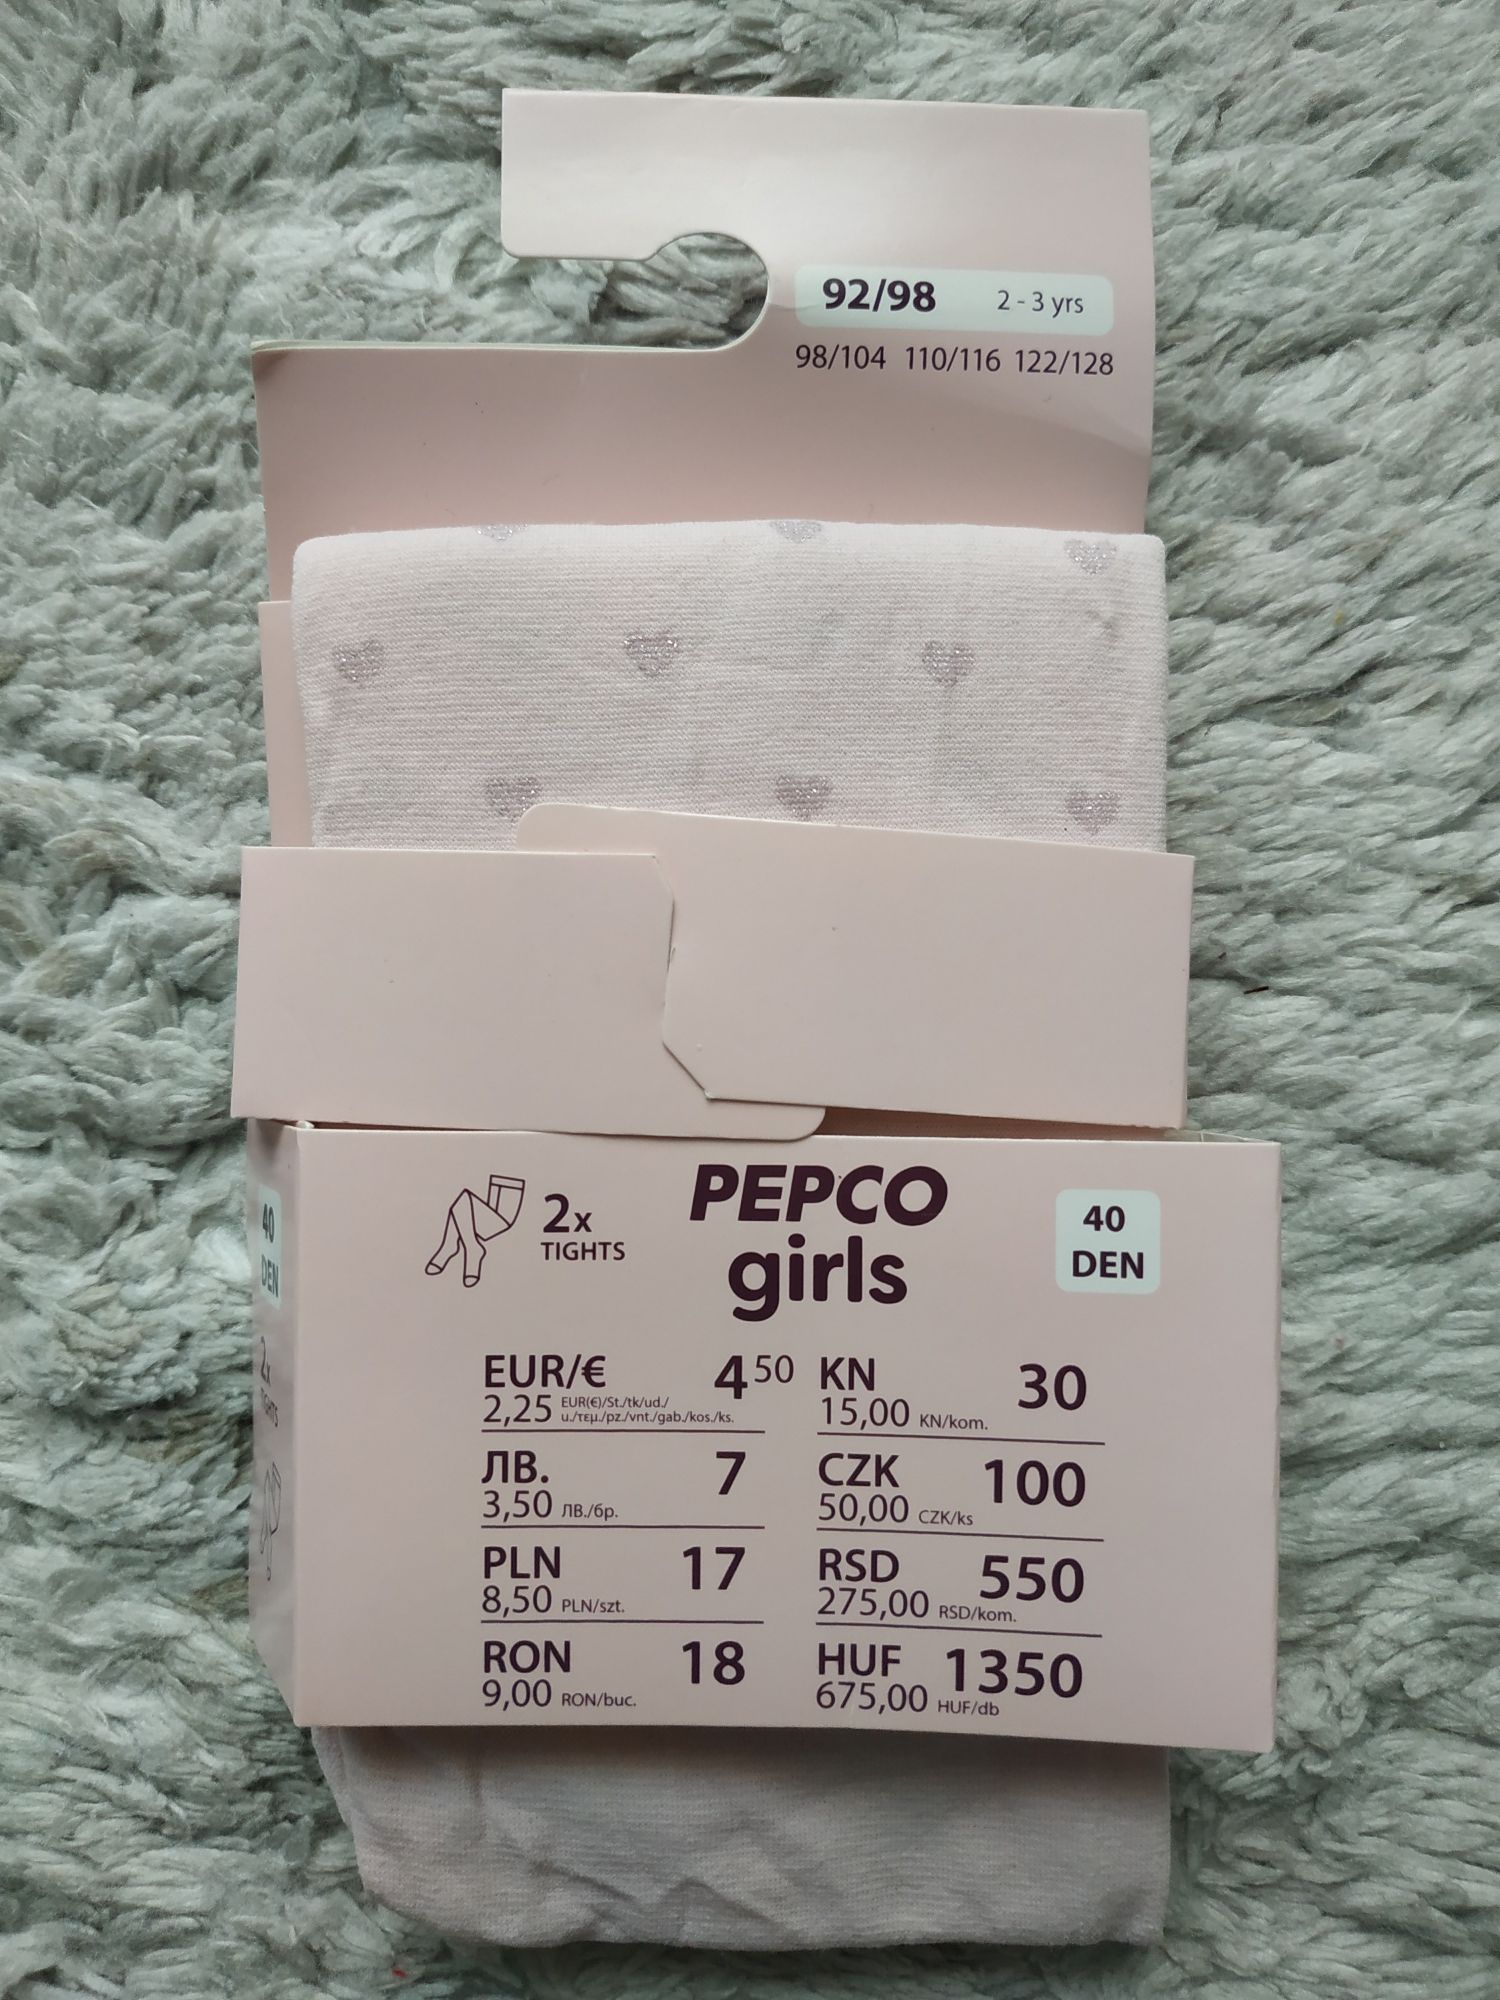 92/98 2 - 3 yrs
98/104 110/116 122/128
2x
TIGHTS
PEPCO
girls
40
DEN
40
DEN
2x
TIGHTS
EUR/€ 4 50
2,25 EUR(€)/St./tk/ud./
u./τεμ./pz./vnt./gab./kos./ks.
ЛВ. 7
3,50 ЛВ./бр.
PLN 17
8,50 PLN/szt.
RON 18
9,00 RON/buc.
KN 30
15,00 KN/kom.
CZK 100
50,00 CZK/ks
RSD 550
275,00 RSD/kom.
HUF 1350
675,00 HUF/db